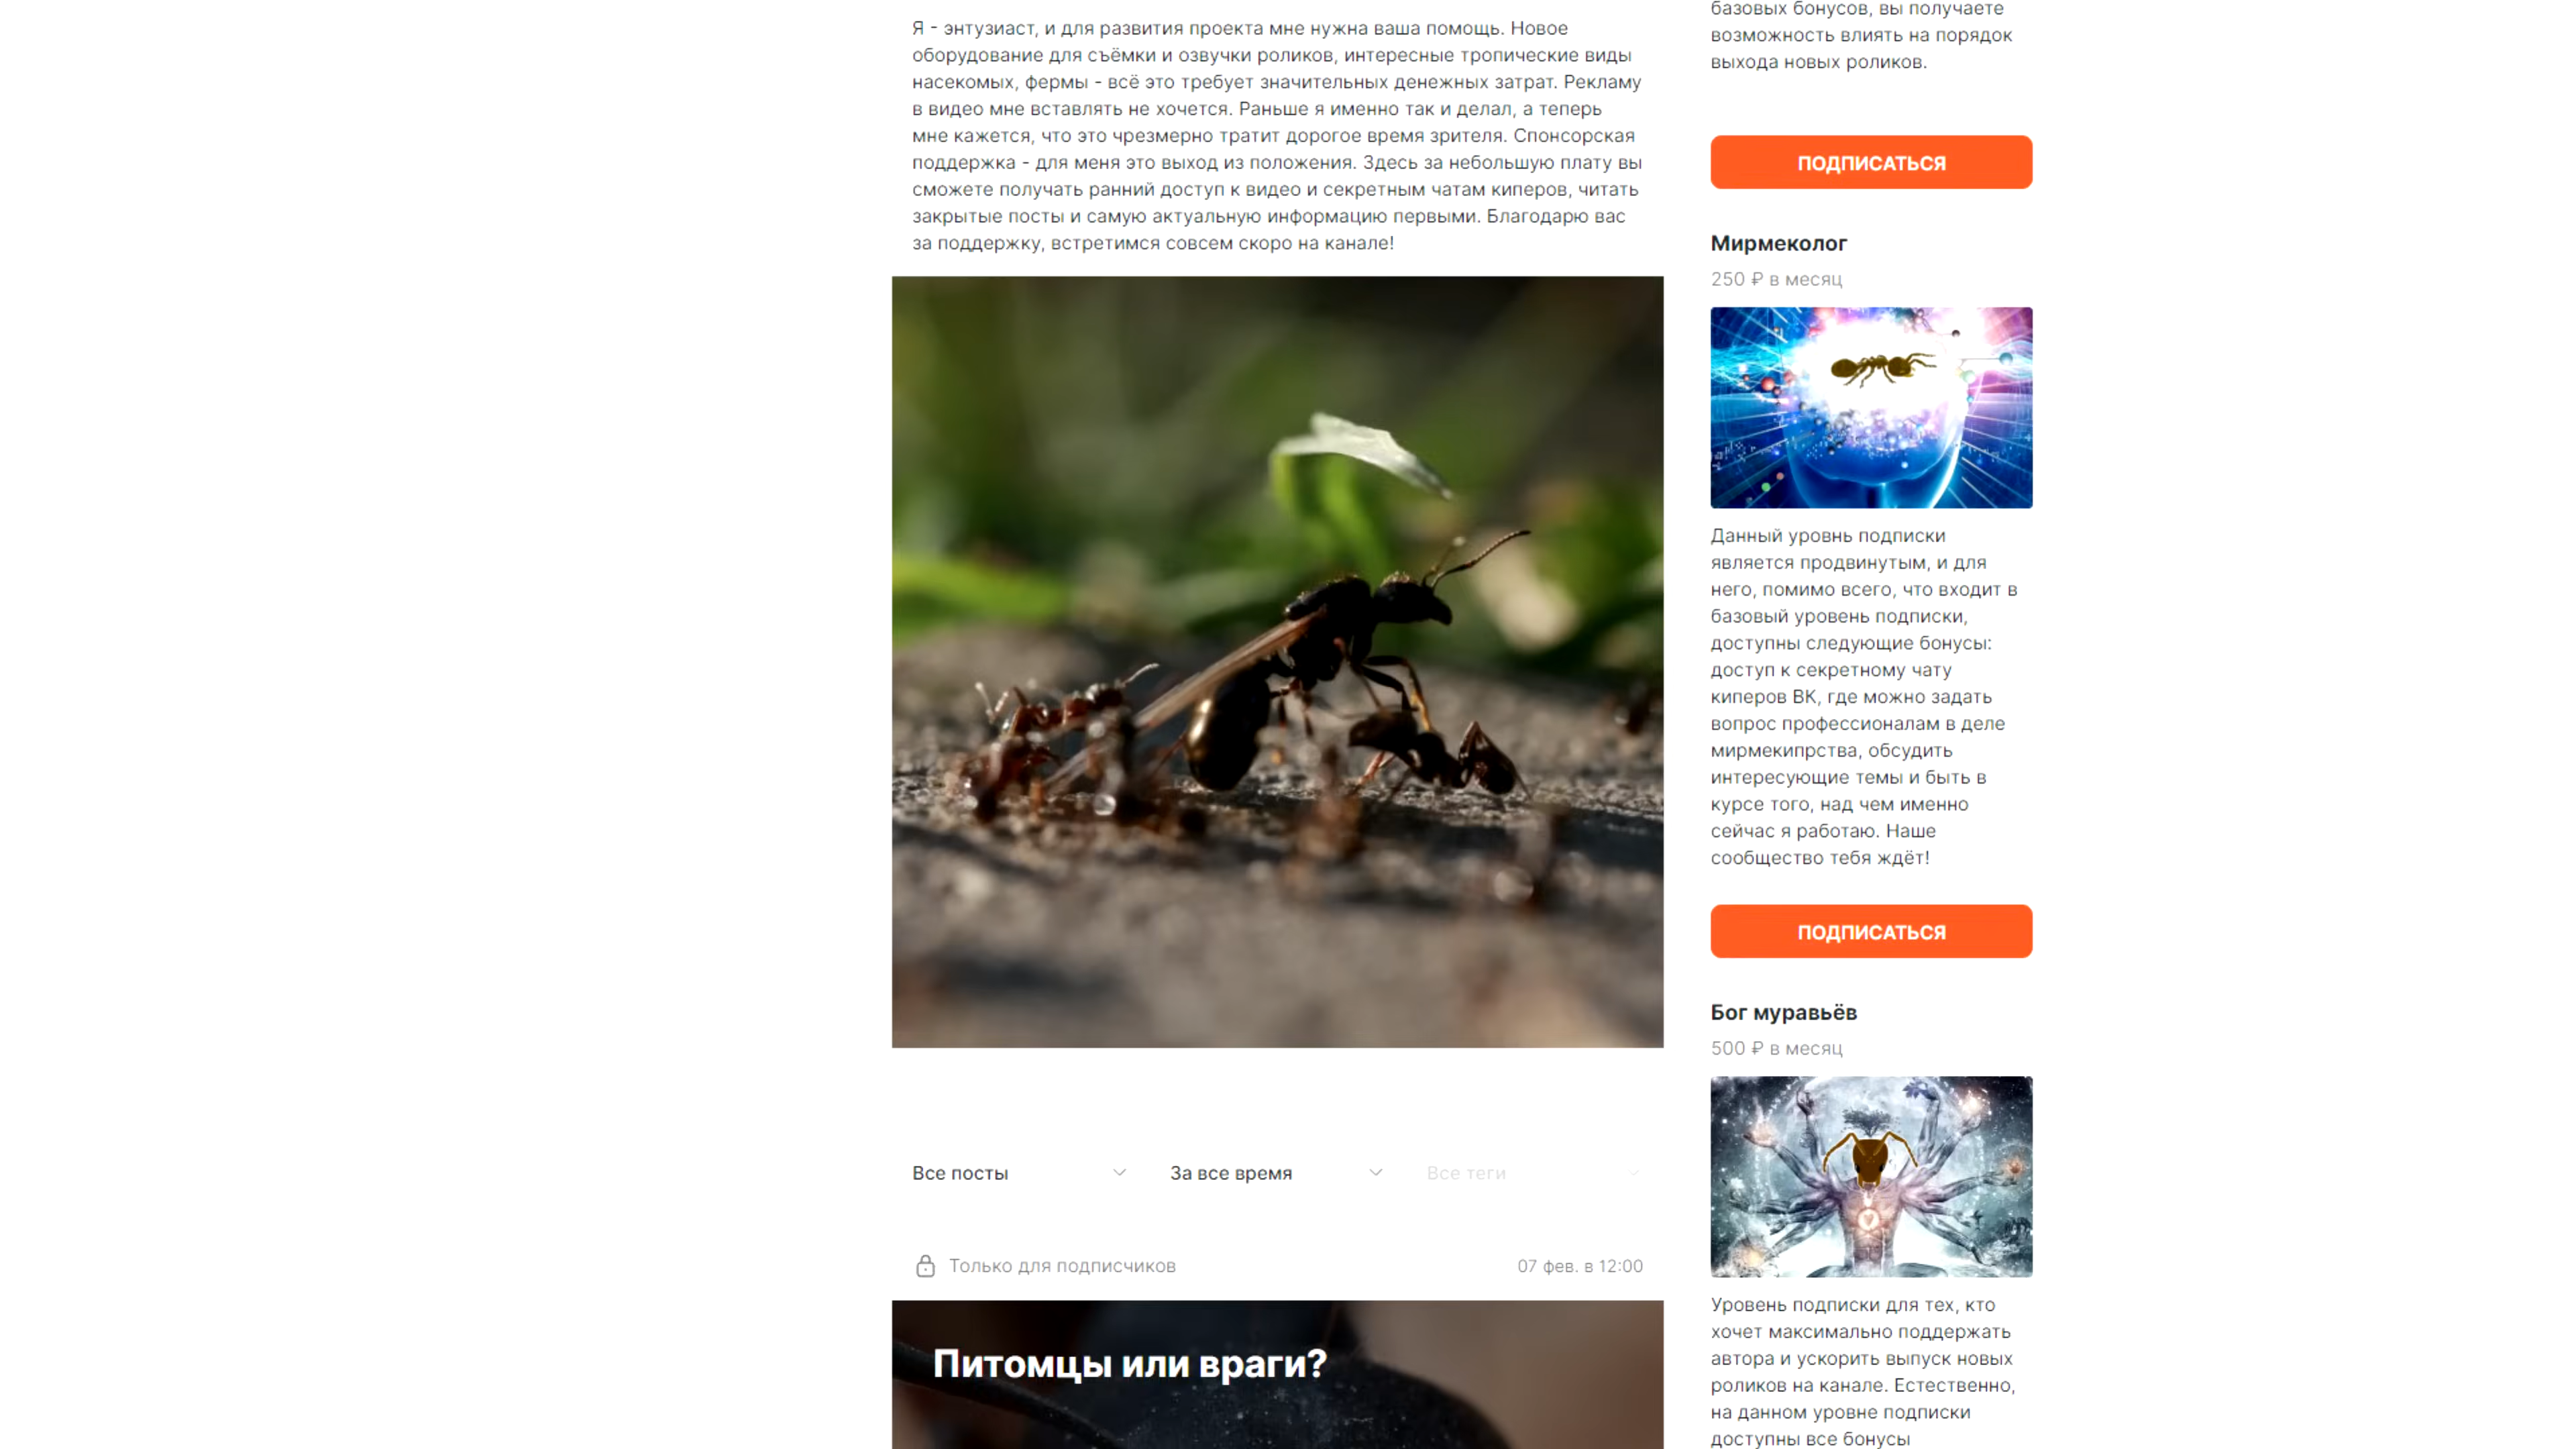 Я - энтузиаст, и для развития проекта мне нужна ваша помощь. Новое
оборудование для съёмки и озвучки роликов, интересные тропические виды
насекомых, фермы - всё это требует значительных денежных затрат. Рекламу
в видео мне вставлять не хочется. Раньше я именно так и делал, а теперь
мне кажется, что это чрезмерно тратит дорогое время зрителя. Спонсорская
поддержка - для меня это выход из положения. Здесь за небольшую плату вы
сможете получать ранний доступ к видео и секретным чатам киперов, читать
закрытые посты и самую актуальную информацию первыми. Благодарю вас
за поддержку, встретимся совсем скоро на канале!
Все посты
За все время
Все теги
Только для подписчиков
07 фев. в 12:00
Питомцы или враги?
базовых бонусов, вы получаете
возможность влиять на порядок
выхода новых роликов.
ПОДПИСАТЬСЯ
Мирмеколог
250 ₽ в месяц
Данный уровнь подписки
является продвинутым, и для
него, помимо всего, что входит в
базовый уровень подписки,
доступны следующие бонусы:
доступ к секретному чату
киперов ВК, где можно задать
вопрос профессионалам в деле
мирмекипрства, обсудить
интересующие темы и быть в
курсе того, над чем именно
сейчас я работаю. Наше
сообщество тебя ждёт!
ПОДПИСАТЬСЯ
Бог муравьёв
500 ₽ в месяц
Уровень подписки для тех, кто
хочет максимально поддержать
автора и ускорить выпуск новых
роликов на канале. Естественно,
на данном уровне подписки
доступны все бонусы